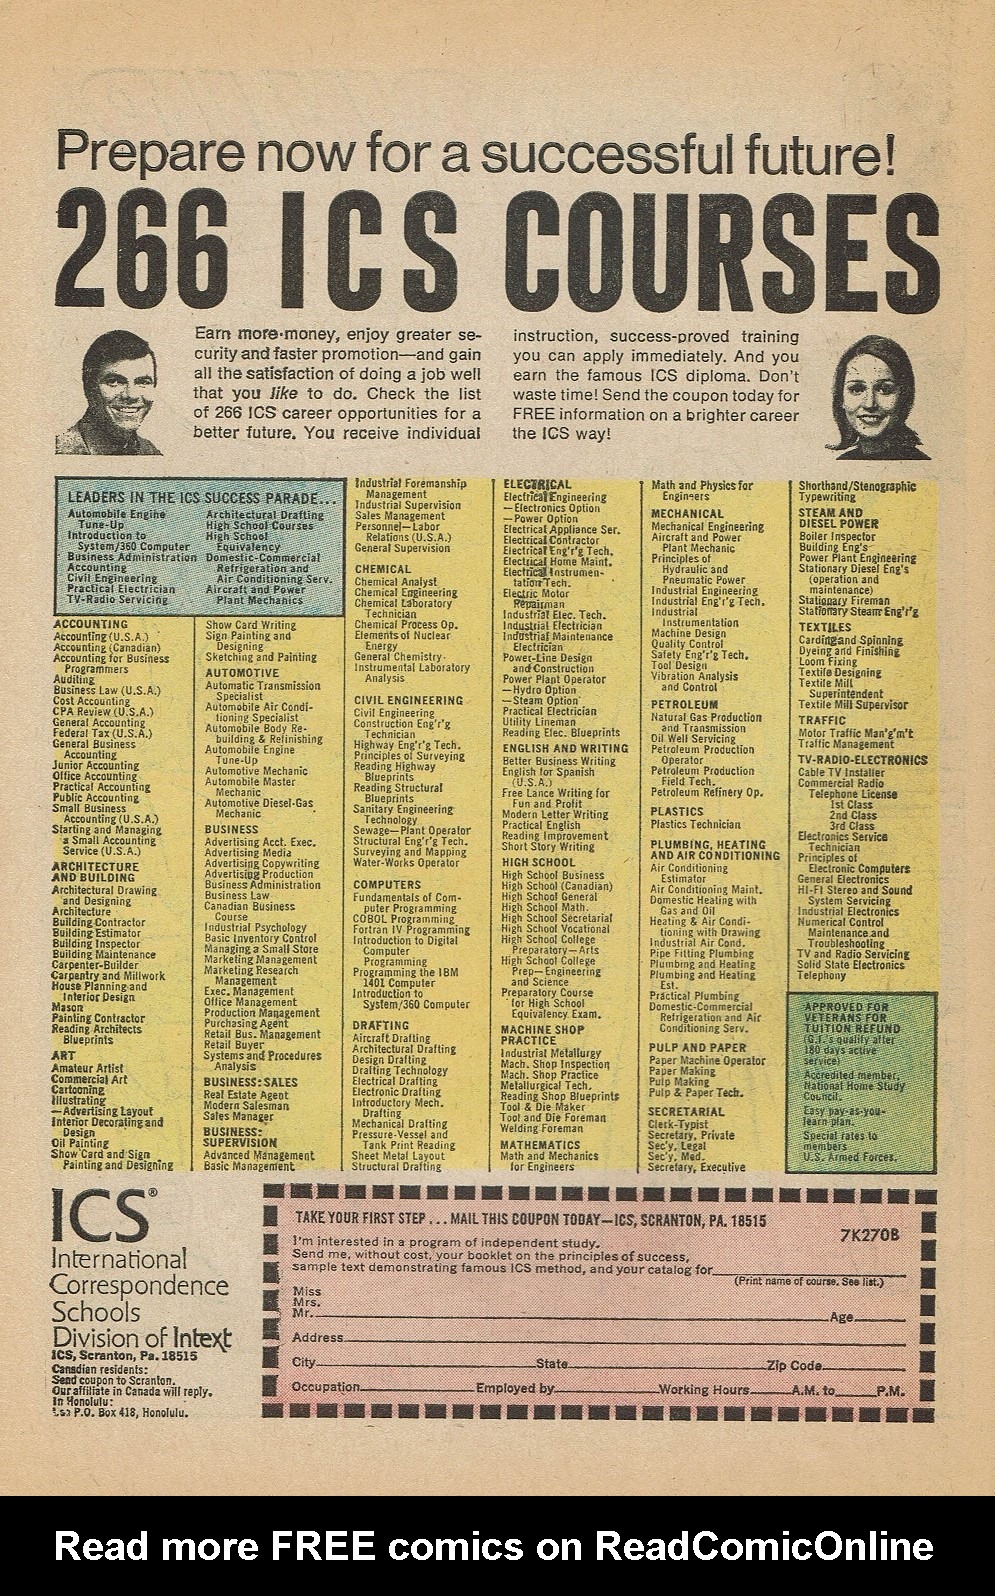 Prepare now for a successful future!
266 ICS COURSES
Earn more money, enjoy greater se-
curity and faster promotion—and gain
all the satisfaction of doing a job well
that you like to do. Check the list
of 266 ICS career opportunities for a
better future. You receive individual
instruction, success-proved training
you can apply immediately. And you
earn the famous ICS diploma. Don't
waste time! Send the coupon today for
FREE information on a brighter career
the ICS way!
LEADERS IN THE ICS SUCCESS PARADE...
Automobile Engine
Tune-Up
Introduction to
System/360 Computer
Business Administration
Accounting
Civil Engineering
Practical Electrician
TV-Radio Servicing
Architectural Drafting
High School Courses
High School
Equivalency
Domestic-Commercial
Refrigeration and
Air Conditioning Serv.
Aircraft and Power
Plant Mechanics
ACCOUNTING
Accounting (U.S.A.)
Accounting (Canadian)
Accounting for Business
Programmers
Auditing
Business Law (U.S.A.)
Cost Accounting
CPA Review (U.S.A.)
General Accounting
Federal Tax (U.S.A.)
General Business
Accounting
Junior Accounting
Office Accounting
Practical Accounting
Public Accounting
Small Business
Accounting (U.S.A.)
Starting and Managing
a Small Accounting
Service (U.S.A.)
ARCHITECTURE
AND BUILDING
Architectural Drawing
and Designing
Architecture
Building Contractor
Building Estimator
Building Inspector
Building Maintenance
Carpenter-Builder
Carpentry and Millwork
House Planning and
Interior Design
Mason
Painting Contractor
Reading Architects
Blueprints
ART
Amateur Artist
Commercial Art
Cartooning
Illustrating
—Advertising Layout
Interior Decorating and
Design
Oil Painting
Show Card and Sign
Painting and Designing
Show Card Writing
Sign Painting and
Designing
Sketching and Painting
AUTOMOTIVE
Automatic Transmission
Specialist
Automobile Air Condi-
tioning Specialist
Automobile Body Re-
building & Refinishing
Automobile Engine
Tune-Up
Automotive Mechanic
Automobile Master
Mechanic
Automotive Diesel-Gas
Mechanic
BUSINESS
Advertising Acct. Exec.
Advertising Media
Advertising Copywriting
Advertising Production
Business Administration
Business Law
Canadian Business
Course
Industrial Psychology
Basic Inventory Control
Managing a Small Store
Marketing Management
Marketing Research
Management
Exec. Management
Office Management
Production Management
Purchasing Agent
Retail Bus. Management
Retail Buyer
Systems and Procedures
Analysis
BUSINESS: SALES
Real Estate Agent
Modern Salesman
Sales Manager
BUSINESS:
SUPERVISION
Advanced Management
Basic Management
Industrial Foremanship
Management
Industrial Supervision
Sales Management
Personnel—Labor
Relations (U.S.A.)
General Supervision
CHEMICAL
Chemical Analyst
Chemical Engineering
Chemical Laboratory
Technician
Chemical Process Op.
Elements of Nuclear
Energy
General Chemistry
Instrumental Laboratory
Analysis
CIVIL ENGINEERING
Civil Engineering
Construction Eng'r'g
Technician
Highway Eng'r'g Tech.
Principles of Surveying
Reading Highway
Blueprints
Reading Structural
Blueprints
Sanitary Engineering
Technology
Sewage—Plant Operator
Structural Eng'r'g Tech.
Surveying and Mapping
Water-Works Operator
COMPUTERS
Fundamentals of Com-
puter Programming
COBOL Programming
Fortran IV Programming
Introduction to Digital
Computer
Programming
Programming the IBM
1401 Computer
Introduction to
System/360 Computer
DRAFTING
Aircraft Drafting
Architectural Drafting
Design Drafting
Drafting Technology
Electrical Drafting
Electronic Drafting
Introductory Mech.
Drafting
Mechanical Drafting
Pressure-Vessel and
Tank Print Reading
Sheet Metal Layout
Structural Drafting
ELECTRICAL
Electrical Engineering
—Electronics Option
—Power Option
Electrical Appliance Ser.
Electrical Contractor
Electrical Eng'r'g Tech.
Electrical Home Maint.
Electrical Instrumen-
tation Tech.
Electric Motor
Repairman
Industrial Elec. Tech.
Industrial Electrician
Industrial Maintenance
Electrician
Power-Line Design
and Construction
Power Plant Operator
—Hydro Option
—Steam Option
Practical Electrician
Utility Lineman
Reading Elec. Blueprints
ENGLISH AND WRITING
Better Business Writing
English for Spanish
(U.S.A.)
Free Lance Writing for
Fun and Profit
Modern Letter Writing
Practical English
Reading Improvement
Short Story Writing
HIGH SCHOOL
High School Business
High School (Canadian)
High School General
High School Math.
High School Secretarial
High School Vocational
High School College
Preparatory—Arts
High School College
Prep—Engineering
and Science
Preparatory Course
for High School
Equivalency Exam.
MACHINE SHOP
PRACTICE
Industrial Metallurgy
Mach. Shop Inspection
Mach. Shop Practice
Metallurgical Tech.
Reading Shop Blueprints
Tool & Die Maker
Tool and Die Foreman
Welding Foreman
MATHEMATICS
Math and Mechanics
for Engineers
Math and Physics for
Engineers
MECHANICAL
Mechanical Engineering
Aircraft and Power
Plant Mechanic
Principles of
Hydraulic and
Pneumatic Power
Industrial Engineering
Industrial Eng'r'g Tech.
Industrial
Instrumentation
Machine Design
Quality Control
Safety Eng'r'g Tech.
Tool Design
Vibration Analysis
and Control
PETROLEUM
Natural Gas Production
and Transmission
Oil Well Servicing
Petroleum Production
Operator
Petroleum Production
Field Tech.
Petroleum Refinery Op.
PLASTICS
Plastics Technician
PLUMBING, HEATING
AND AIR CONDITIONING
Air Conditioning
Estimator
Air Conditioning Maint.
Domestic Heating with
Gas and Oil
Heating & Air Condi-
tioning with Drawing
Industrial Air Cond.
Pipe Fitting Plumbing
Plumbing and Heating
Plumbing and Heating
Est.
Practical Plumbing
Domestic-Commercial
Refrigeration and Air
Conditioning Serv.
PULP AND PAPER
Paper Machine Operator
Paper Making
Pulp Making
Pulp & Paper Tech.
SECRETARIAL
Clerk-Typist
Secretary, Private
Sec'y, Legal
Sec'y, Med.
Secretary, Executive
Shorthand/Stenographic
Typewriting
STEAM AND
DIESEL POWER
Boiler Inspector
Building Eng'r
Power Plant Engineering
Stationary Diesel Eng's
(operation and
maintenance)
Stationary Fireman
Stationary Steam Eng'r'g
TEXTILES
Carding and Spinning
Dyeing and Finishing
Loom Fixing
Textile Designing
Textile Mill
Superintendent
Textile Mill Supervisor
TRAFFIC
Motor Traffic Man'g'm't
Traffic Management
TV-RADIO-ELECTRONICS
Cable TV Installer
Commercial Radio
Telephone License
1st Class
2nd Class
3rd Class
Electronics Service
Technician
Principles of
Electronic Computers
General Electronics
HI-FI Stereo and Sound
System Servicing
Industrial Electronics
Numerical Control
Maintenance and
Troubleshooting
TV and Radio Servicing
Solid State Electronics
Telephony
APPROVED FOR
VETERANS FOR
TUITION REFUND
(G.I.'s qualify after
180 days active
service)
Accredited member,
National Home Study
Council.
Easy pay-as-you-
learn plan.
Special rates to
members
U.S. Armed Forces.
ICS®
International
Correspondence
Schools
Division of Intext
ICS, Scranton, Pa. 18515
Canadian residents:
Send coupon to Scranton.
Our affiliate in Canada will reply.
In Honolulu:
P.O. Box 418, Honolulu.
TAKE YOUR FIRST STEP... MAIL THIS COUPON TODAY—ICS, SCRANTON, PA. 18515
7K270B
I'm interested in a program of independent study.
Send me, without cost, your booklet on the principles of success,
sample text demonstrating famous ICS method, and your catalog for
(Print name of course. See list.)
Miss
Mrs.
Mr. Age
Address
City State Zip Code
Occupation Employed by Working Hours A.M. to P.M.
Read more FREE comics on ReadComicOnline